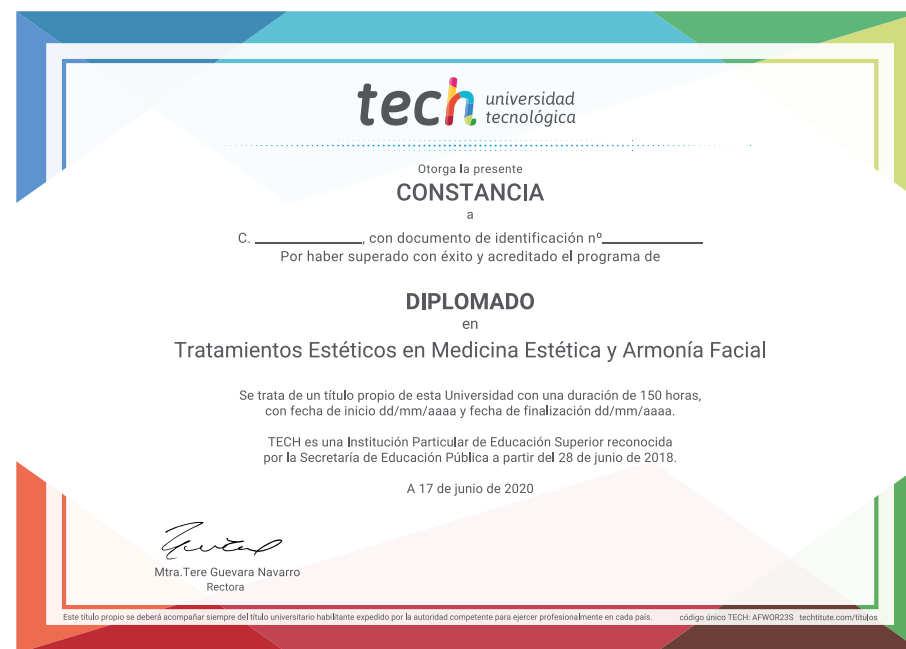 tech universidad
tecnológica
Otorga la presente
CONSTANCIA
a
C. ____________, con documento de identificación nº____________
Por haber superado con éxito y acreditado el programa de
DIPLOMADO
en
Tratamientos Estéticos en Medicina Estética y Armonía Facial
Se trata de un título propio de esta Universidad con una duración de 150 horas,
con fecha de inicio dd/mm/aaaa y fecha de finalización dd/mm/aaaa.
TECH es una Institución Particular de Educación Superior reconocida
por la Secretaría de Educación Pública a partir del 28 de junio de 2018.
A 17 de junio de 2020
Mtra.Tere Guevara Navarro
Rectora
Este título propio se deberá acompañar siempre del título universitario habilitante expedido por la autoridad competente para ejercer profesionalmente en cada país. código único TECH: AFWOR23S techtitute.com/titulos